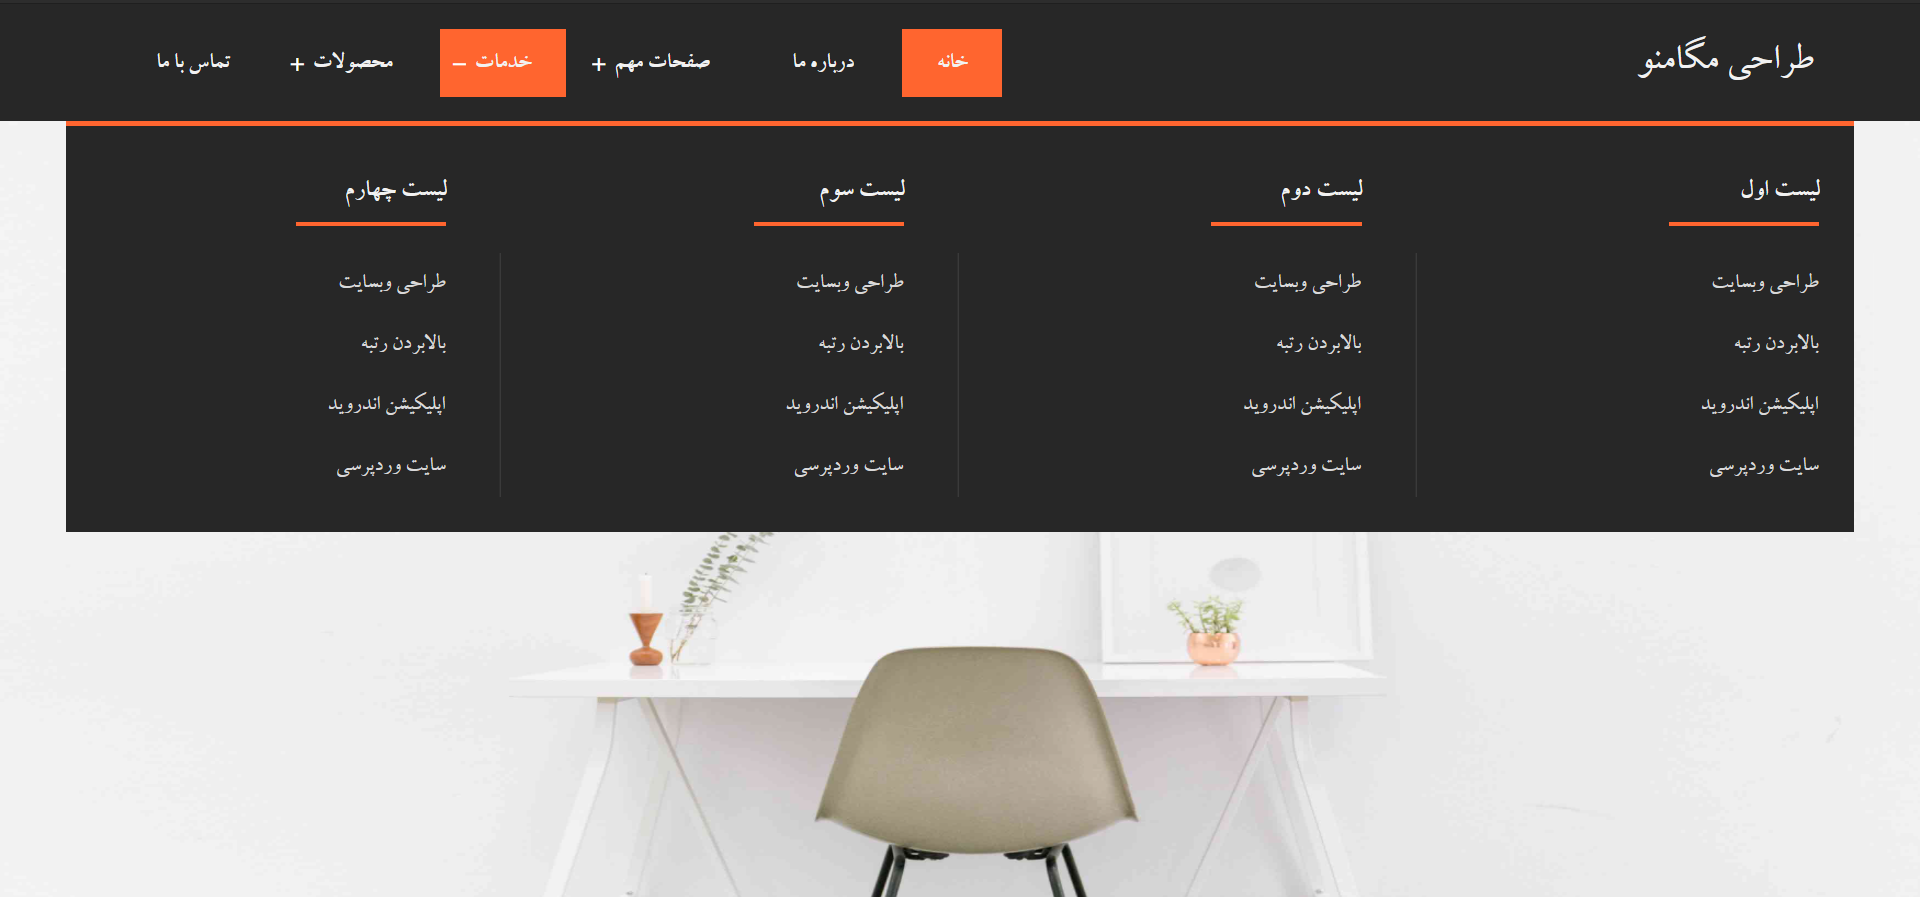 طراحی مگامنو
خانه
درباره ما
صفحات مهم +
خدمات −
محصولات +
تماس با ما
لیست اول
طراحی وبسایت
بالابردن رتبه
اپلیکیشن اندروید
سایت وردپرسی
لیست دوم
طراحی وبسایت
بالابردن رتبه
اپلیکیشن اندروید
سایت وردپرسی
لیست سوم
طراحی وبسایت
بالابردن رتبه
اپلیکیشن اندروید
سایت وردپرسی
لیست چهارم
طراحی وبسایت
بالابردن رتبه
اپلیکیشن اندروید
سایت وردپرسی